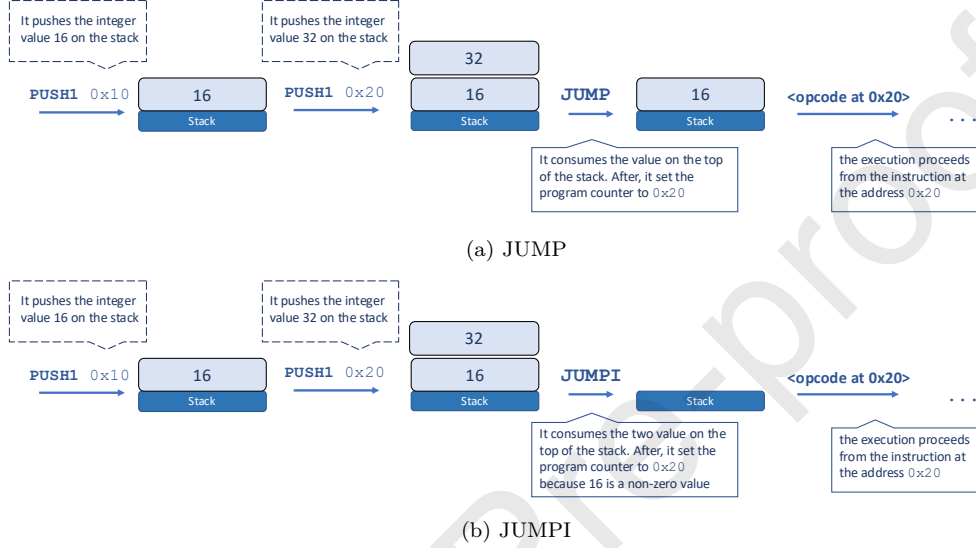 It pushes the integer
value 16 on the stack
It pushes the integer
value 32 on the stack
32
PUSH1 0x10
16
PUSH1 0x20
16
JUMP
16
<opcode at 0x20>
Stack
Stack
Stack
...
It consumes the value on the top
of the stack. After, it set the
program counter to 0x20
the execution proceeds
from the instruction at
the address 0x20
(a) JUMP
It pushes the integer
value 16 on the stack
It pushes the integer
value 32 on the stack
32
PUSH1 0x10
16
PUSH1 0x20
16
JUMPI
<opcode at 0x20>
Stack
Stack
Stack
...
It consumes the two value on the
top of the stack. After, it set the
program counter to 0x20
because 16 is a non-zero value
the execution proceeds
from the instruction at
the address 0x20
(b) JUMPI
Pre-proof